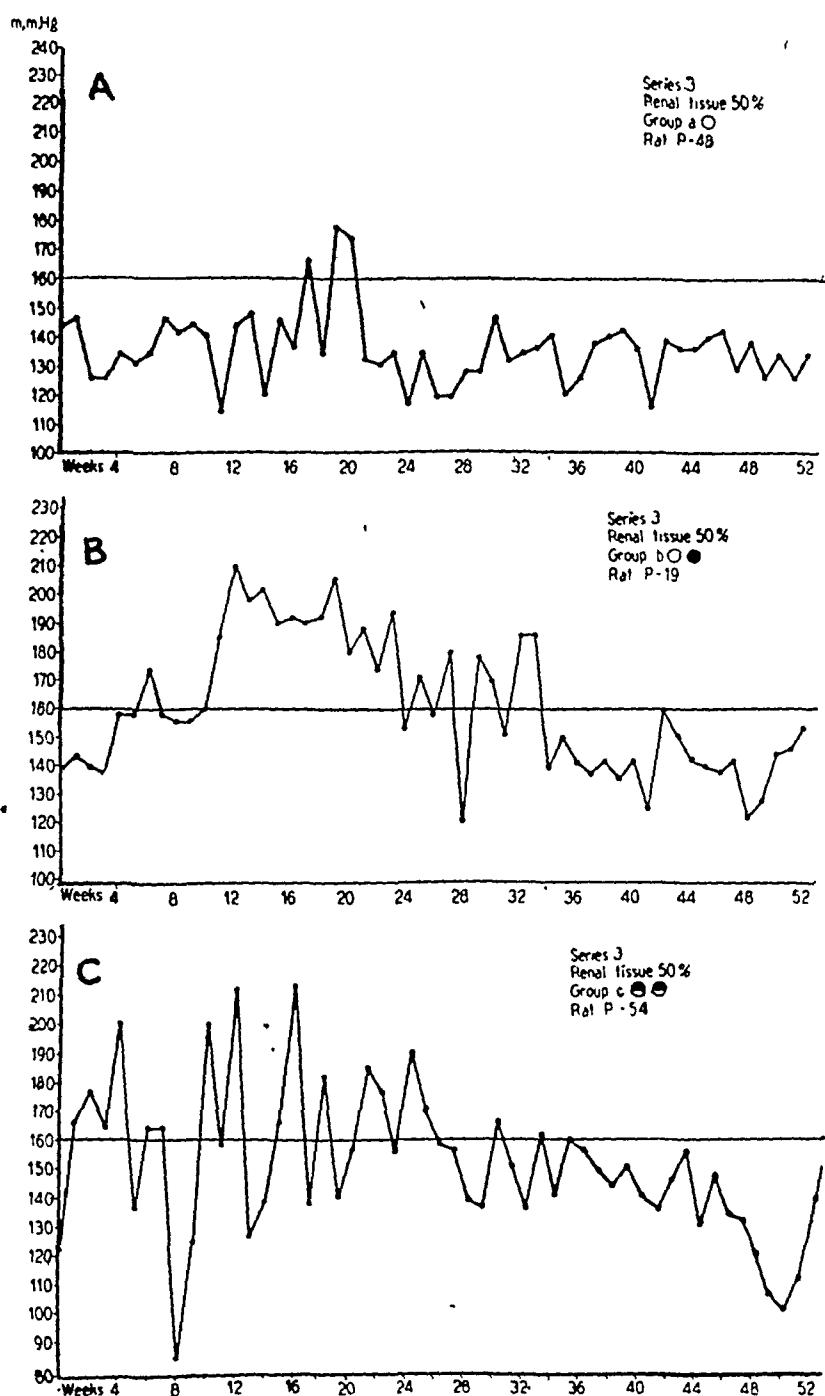 m,mHg
240
230
220
210
200
190
180
170
160
150
140
130
120
110
100
A
Series 3
Renal tissue 50%
Group a ○
Rat P-48
Weeks 4 8 12 16 20 24 28 32 36 40 44 48 52
230
220
210
200
190
180
170
160
150
140
130
120
110
100
B
Series 3
Renal tissue 50%
Group b ○ ●
Rat P-19
Weeks 4 8 12 16 20 24 28 32 36 40 44 48 52
230
220
210
200
190
180
170
160
150
140
130
120
110
100
90
80
C
Series 3
Renal tissue 50%
Group c
Rat P-54
Weeks 4 8 12 16 20 24 28 32 36 40 44 48 52